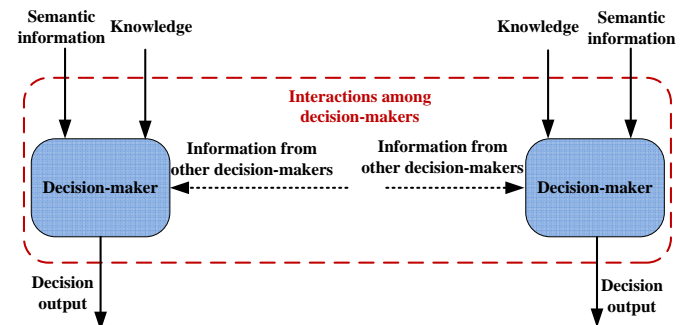 Semantic
information
Knowledge
Knowledge
Semantic
information
Interactions among
decision-makers
Information from
other decision-makers
Information from
other decision-makers
Decision-maker
Decision-maker
Decision
output
Decision
output